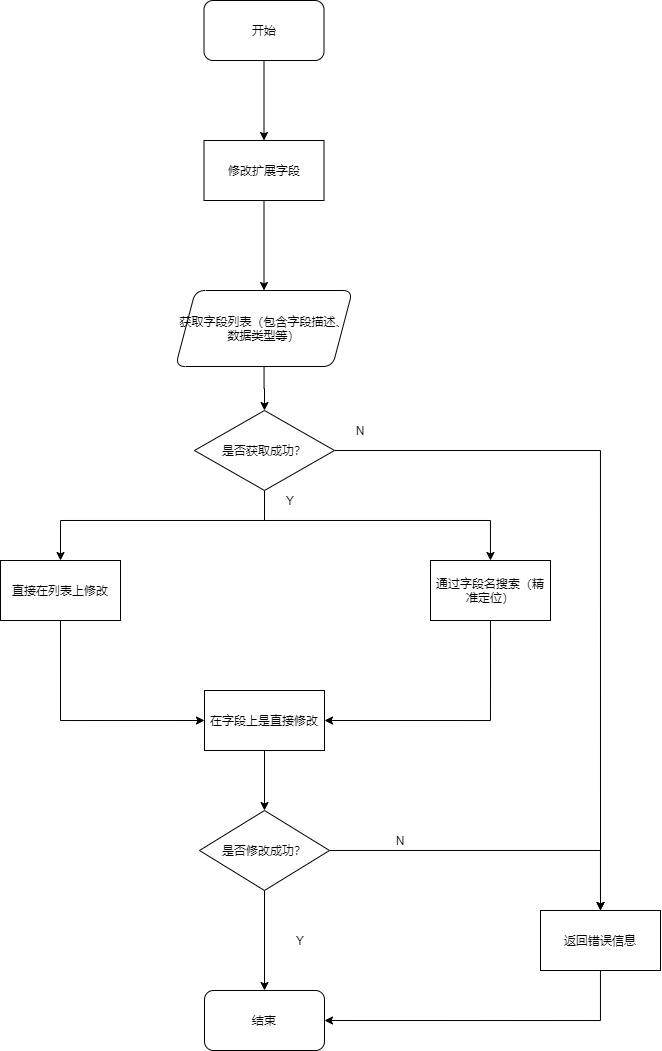 开始
修改扩展字段
获取字段列表（包含字段描述、
数据类型等）
是否获取成功？
N
Y
直接在列表上修改
通过字段名搜索（精
准定位）
在字段上是直接修改
是否修改成功？
N
Y
返回错误信息
结束